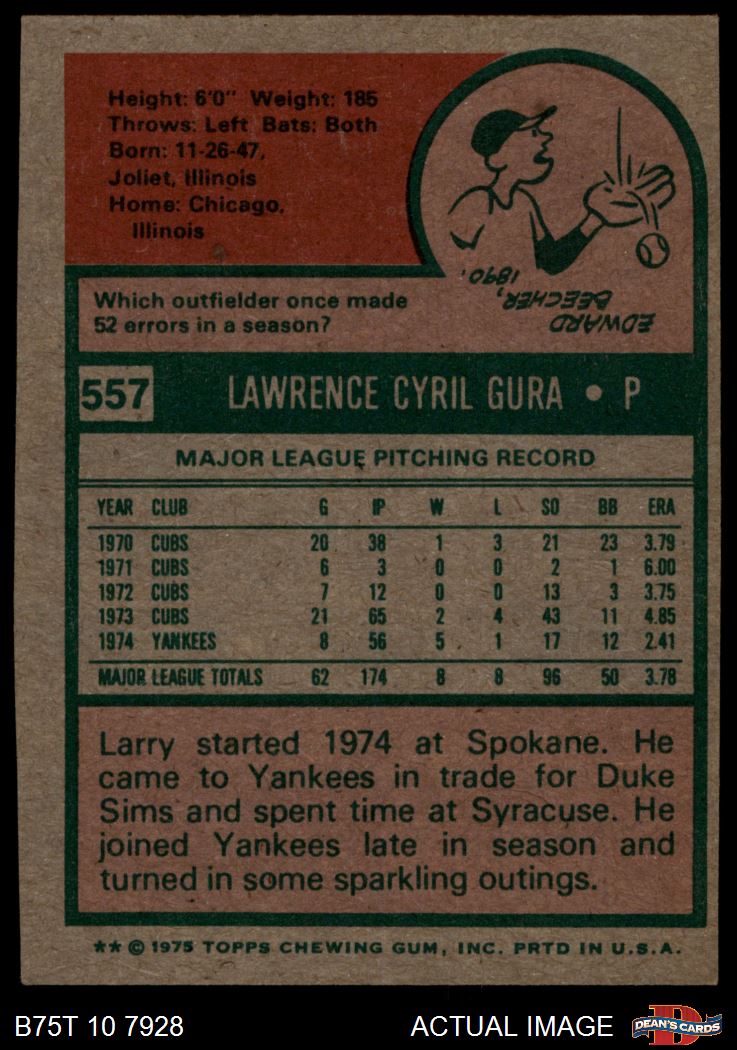 Height: 6'0" Weight: 185
Throws: Left Bats: Both
Born: 11-26-47,
Joliet, Illinois
Home: Chicago,
Illinois
Which outfielder once made
52 errors in a season?
EDWARD
BEECHER,
1890.
557 LAWRENCE CYRIL GURA • P
MAJOR LEAGUE PITCHING RECORD
YEAR CLUB G IP W L SO BB ERA
1970 CUBS 20 38 1 3 21 23 3.79
1971 CUBS 6 3 0 0 2 1 6.00
1972 CUBS 7 12 0 0 13 3 3.75
1973 CUBS 21 65 2 4 43 11 4.85
1974 YANKEES 8 56 5 1 17 12 2.41
MAJOR LEAGUE TOTALS 62 174 8 8 96 50 3.78
Larry started 1974 at Spokane. He
came to Yankees in trade for Duke
Sims and spent time at Syracuse. He
joined Yankees late in season and
turned in some sparkling outings.
** © 1975 TOPPS CHEWING GUM, INC. PRTD IN U.S.A.
B75T 10 7928 ACTUAL IMAGE DEAN'S CARDS